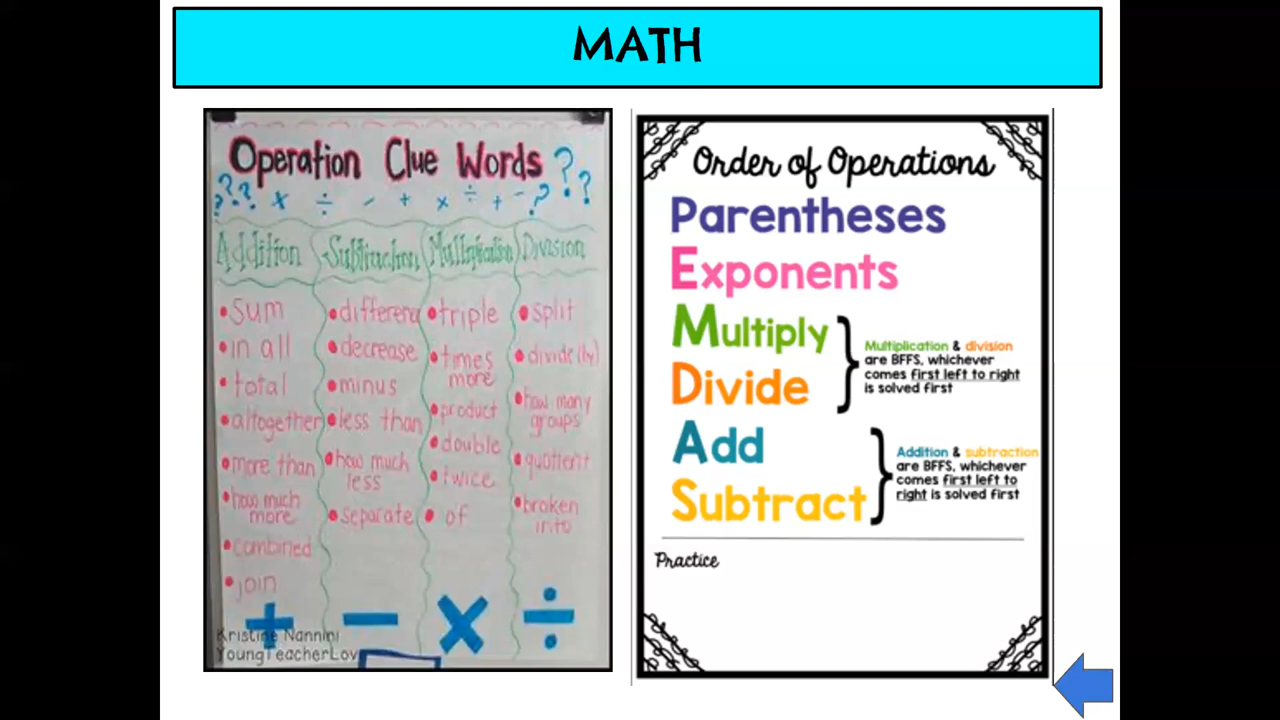 MATH
Operation Clue Words ?
? ? ? × ÷ - + × ÷ + - ? ?
Addition
• sum
• in all
• total
• altogether
• more than
• how much
more
• combined
• join
+
Subtraction
• differenc
• decrease
• minus
• less than
• how much
less
• separate
−
Multiplication
• triple
• times
more
• product
• double
• twice
• of
×
Division
• split
• divide(ly)
• how many
groups
• quotient
• broken
into
÷
Kristine Nannini
YoungTeacherLov
Order of Operations
Parentheses
Exponents
Multiply
Divide
} Multiplication & division
are BFFS, whichever
comes first left to right
is solved first
Add
Subtract
} Addition & subtraction
are BFFS, whichever
comes first left to
right is solved first
Practice